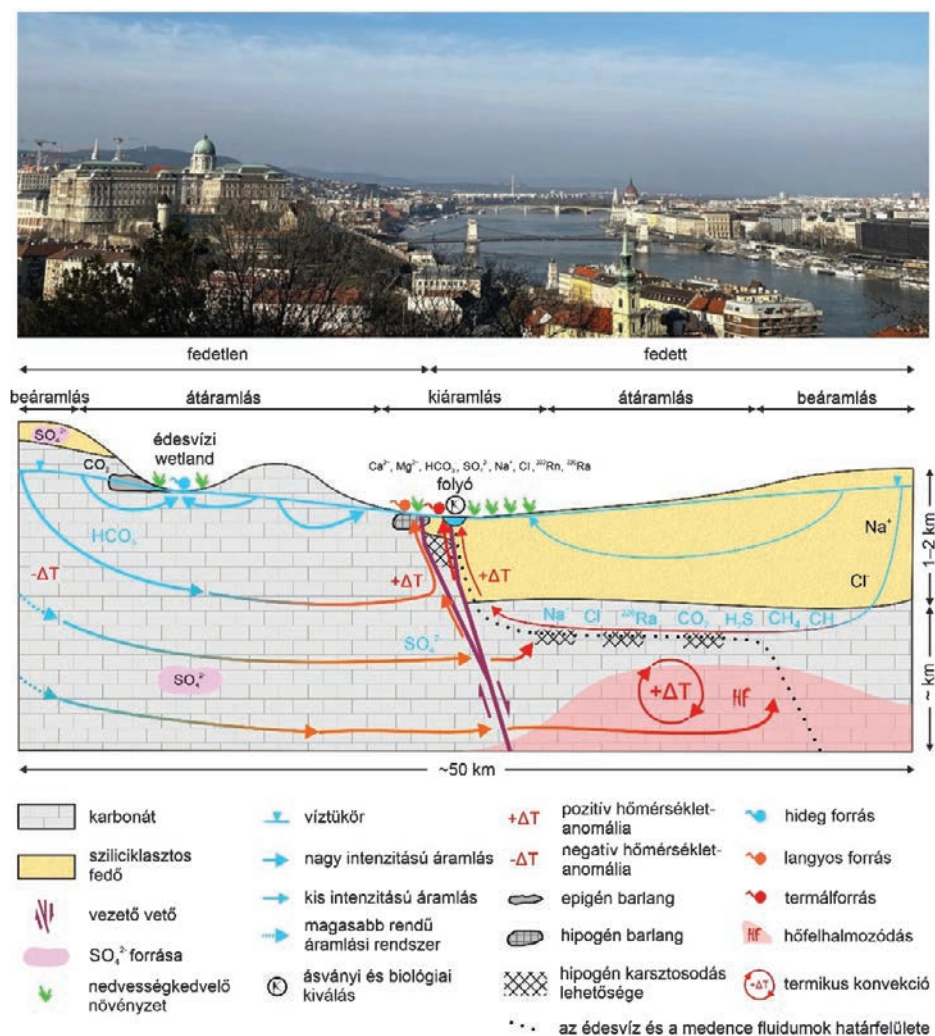 fedetlen fedett
beáramlás átáramlás kiáramlás átáramlás beáramlás
SO₄²⁻
CO₂
édesvízi
wetland
Ca²⁺, Mg²⁺, HCO₃, SO₄²⁻, Na⁺, Cl, ²²²Rn, ²²⁶Ra
folyó
K
HCO₃
Na⁺
Cl⁻
1–2 km
-ΔT
+ΔT
+ΔT
Na⁺ Cl ²²⁶Ra CO₂ H₂S CH₄ CH
SO₄²⁻
SO₄²⁻
+ΔT
HF
~ km
~50 km
karbonát
sziliciklasztos
fedő
vezető vető
SO₄²⁻ forrása
nedvességkedvelő
növényzet
víztükör
nagy intenzitású áramlás
kis intenzitású áramlás
magasabb rendű
áramlási rendszer
K
ásványi és biológiai
kiválás
+ΔT pozitív hőmérséklet-
anomália
-ΔT negatív hőmérséklet-
anomália
epigén barlang
hipogén barlang
hipogén karsztosodás
lehetősége
az édesvíz és a medence fluidumok határfelülete
hideg forrás
langyos forrás
termálforrás
HF hőfelhalmozódás
+ΔT termikus konvekció